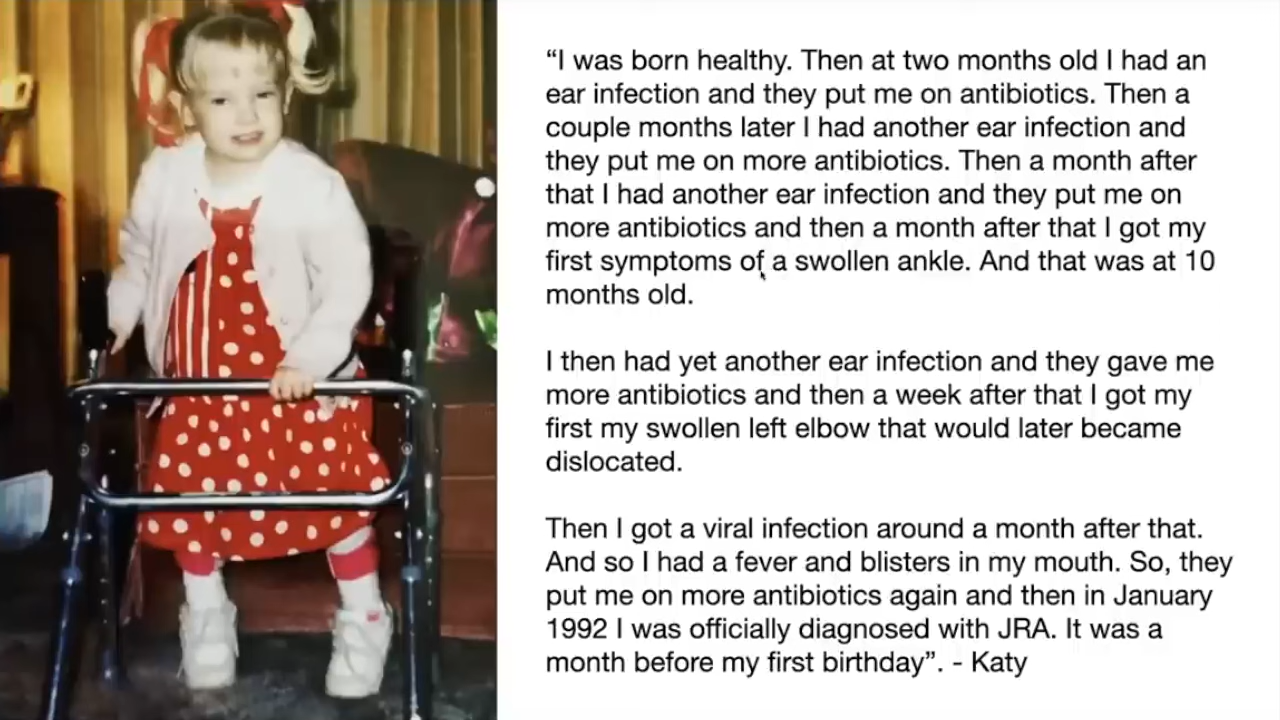 “I was born healthy. Then at two months old I had an
ear infection and they put me on antibiotics. Then a
couple months later I had another ear infection and
they put me on more antibiotics. Then a month after
that I had another ear infection and they put me on
more antibiotics and then a month after that I got my
first symptoms of a swollen ankle. And that was at 10
months old.
I then had yet another ear infection and they gave me
more antibiotics and then a week after that I got my
first my swollen left elbow that would later became
dislocated.
Then I got a viral infection around a month after that.
And so I had a fever and blisters in my mouth. So, they
put me on more antibiotics again and then in January
1992 I was officially diagnosed with JRA. It was a
month before my first birthday”. - Katy